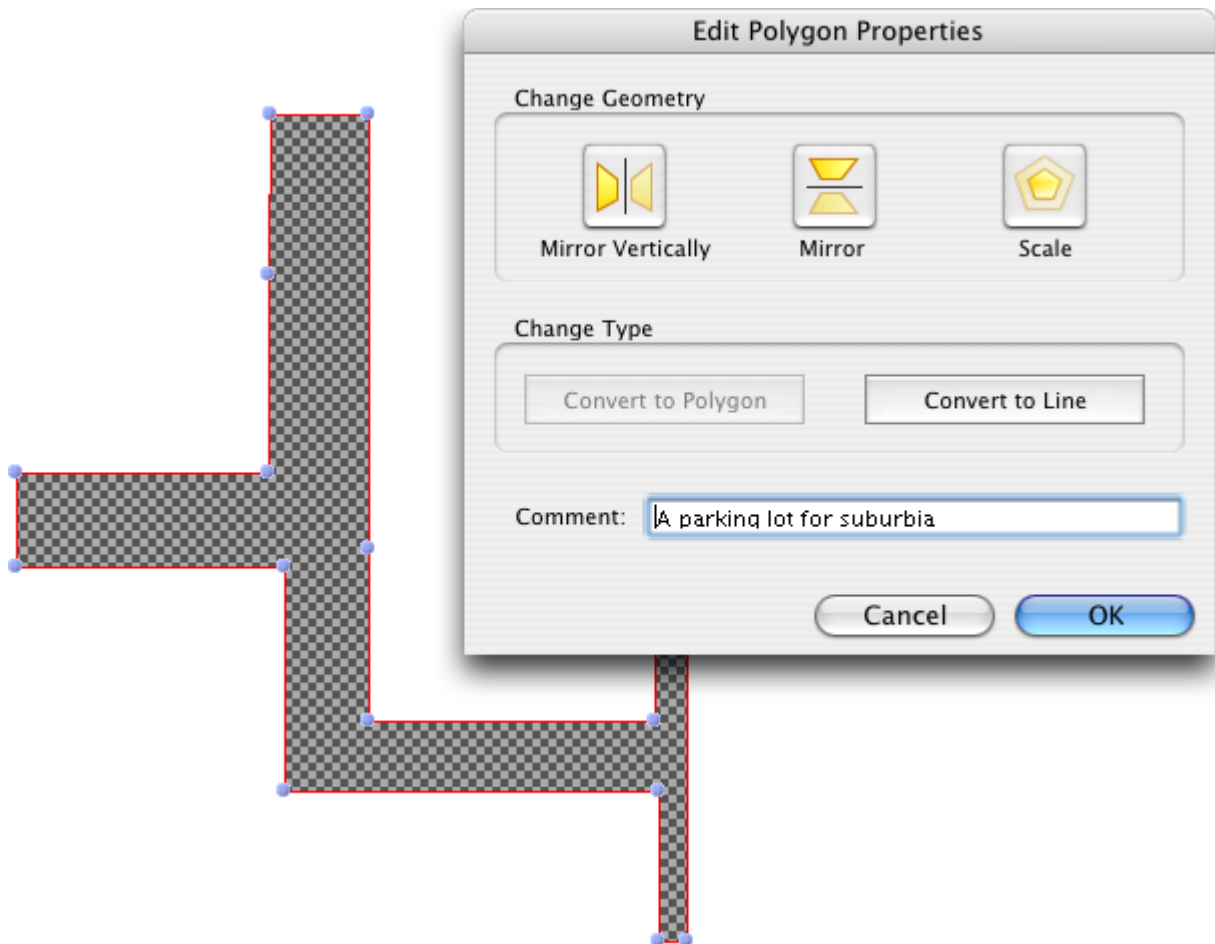 Edit Polygon Properties
Change Geometry
Mirror Vertically Mirror Scale
Change Type
Convert to Polygon Convert to Line
Comment: A parking lot for suburbia
Cancel OK